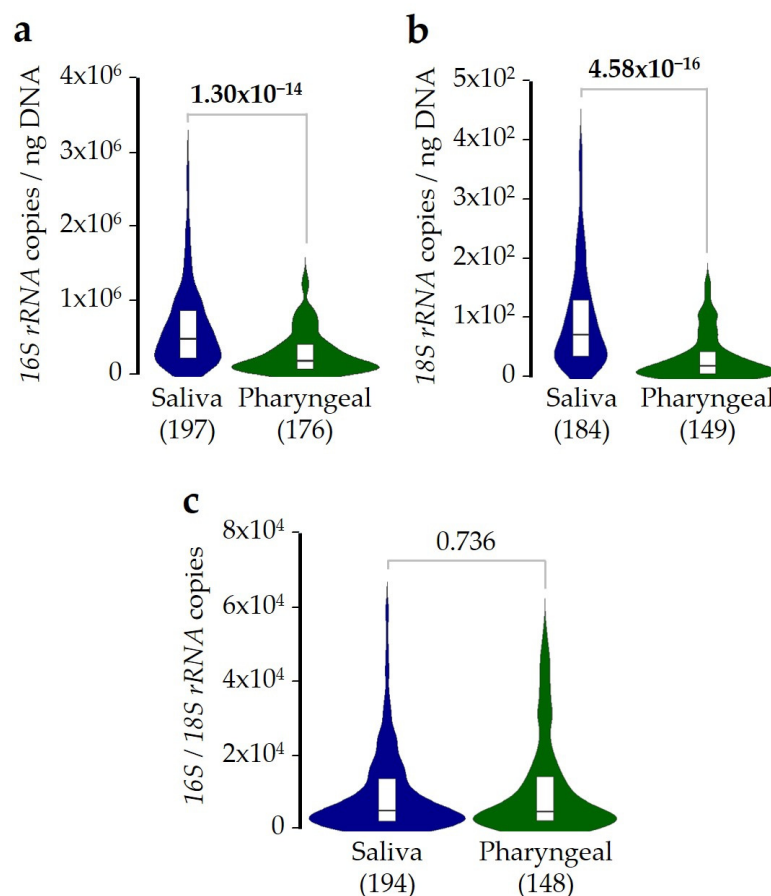 a
16S rRNA copies / ng DNA
4x10⁶
3x10⁶
2x10⁶
1x10⁶
0
1.30x10⁻¹⁴
Saliva
(197)
Pharyngeal
(176)
b
18S rRNA copies / ng DNA
5x10²
4x10²
3x10²
2x10²
1x10²
0
4.58x10⁻¹⁶
Saliva
(184)
Pharyngeal
(149)
c
16S / 18S rRNA copies
8x10⁴
6x10⁴
4x10⁴
2x10⁴
0
0.736
Saliva
(194)
Pharyngeal
(148)